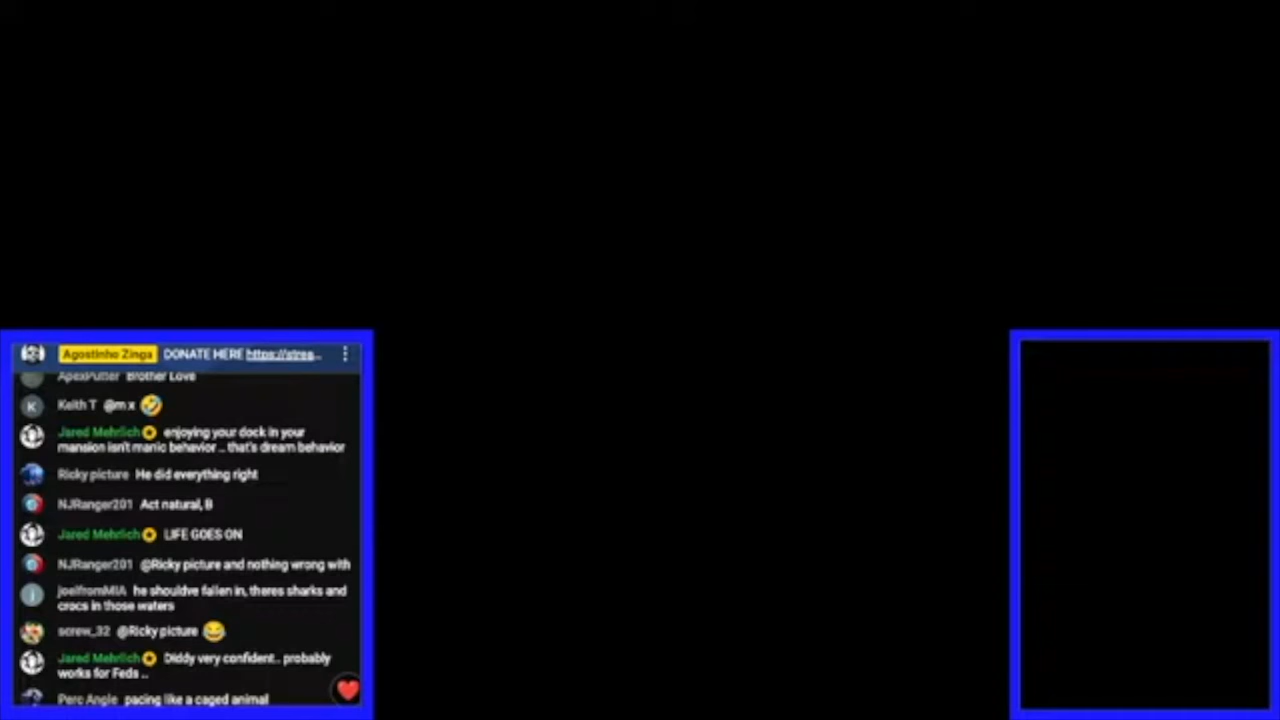 Agostinho Zinga DONATE HERE https://strea...
ApexPutter Brother Love
K Keith T @m x 🤣
Jared Mehrlich enjoying your dock in your
mansion isn't manic behavior .. that's dream behavior
Ricky picture He did everything right
NJRanger201 Act natural, B
Jared Mehrlich LIFE GOES ON
NJRanger201 @Ricky picture and nothing wrong with
j joelfromMIA he shouldve fallen in, theres sharks and
crocs in those waters
screw_32 @Ricky picture 😂
Jared Mehrlich Diddy very confident.. probably
works for Feds ..
Perc Angle pacing like a caged animal